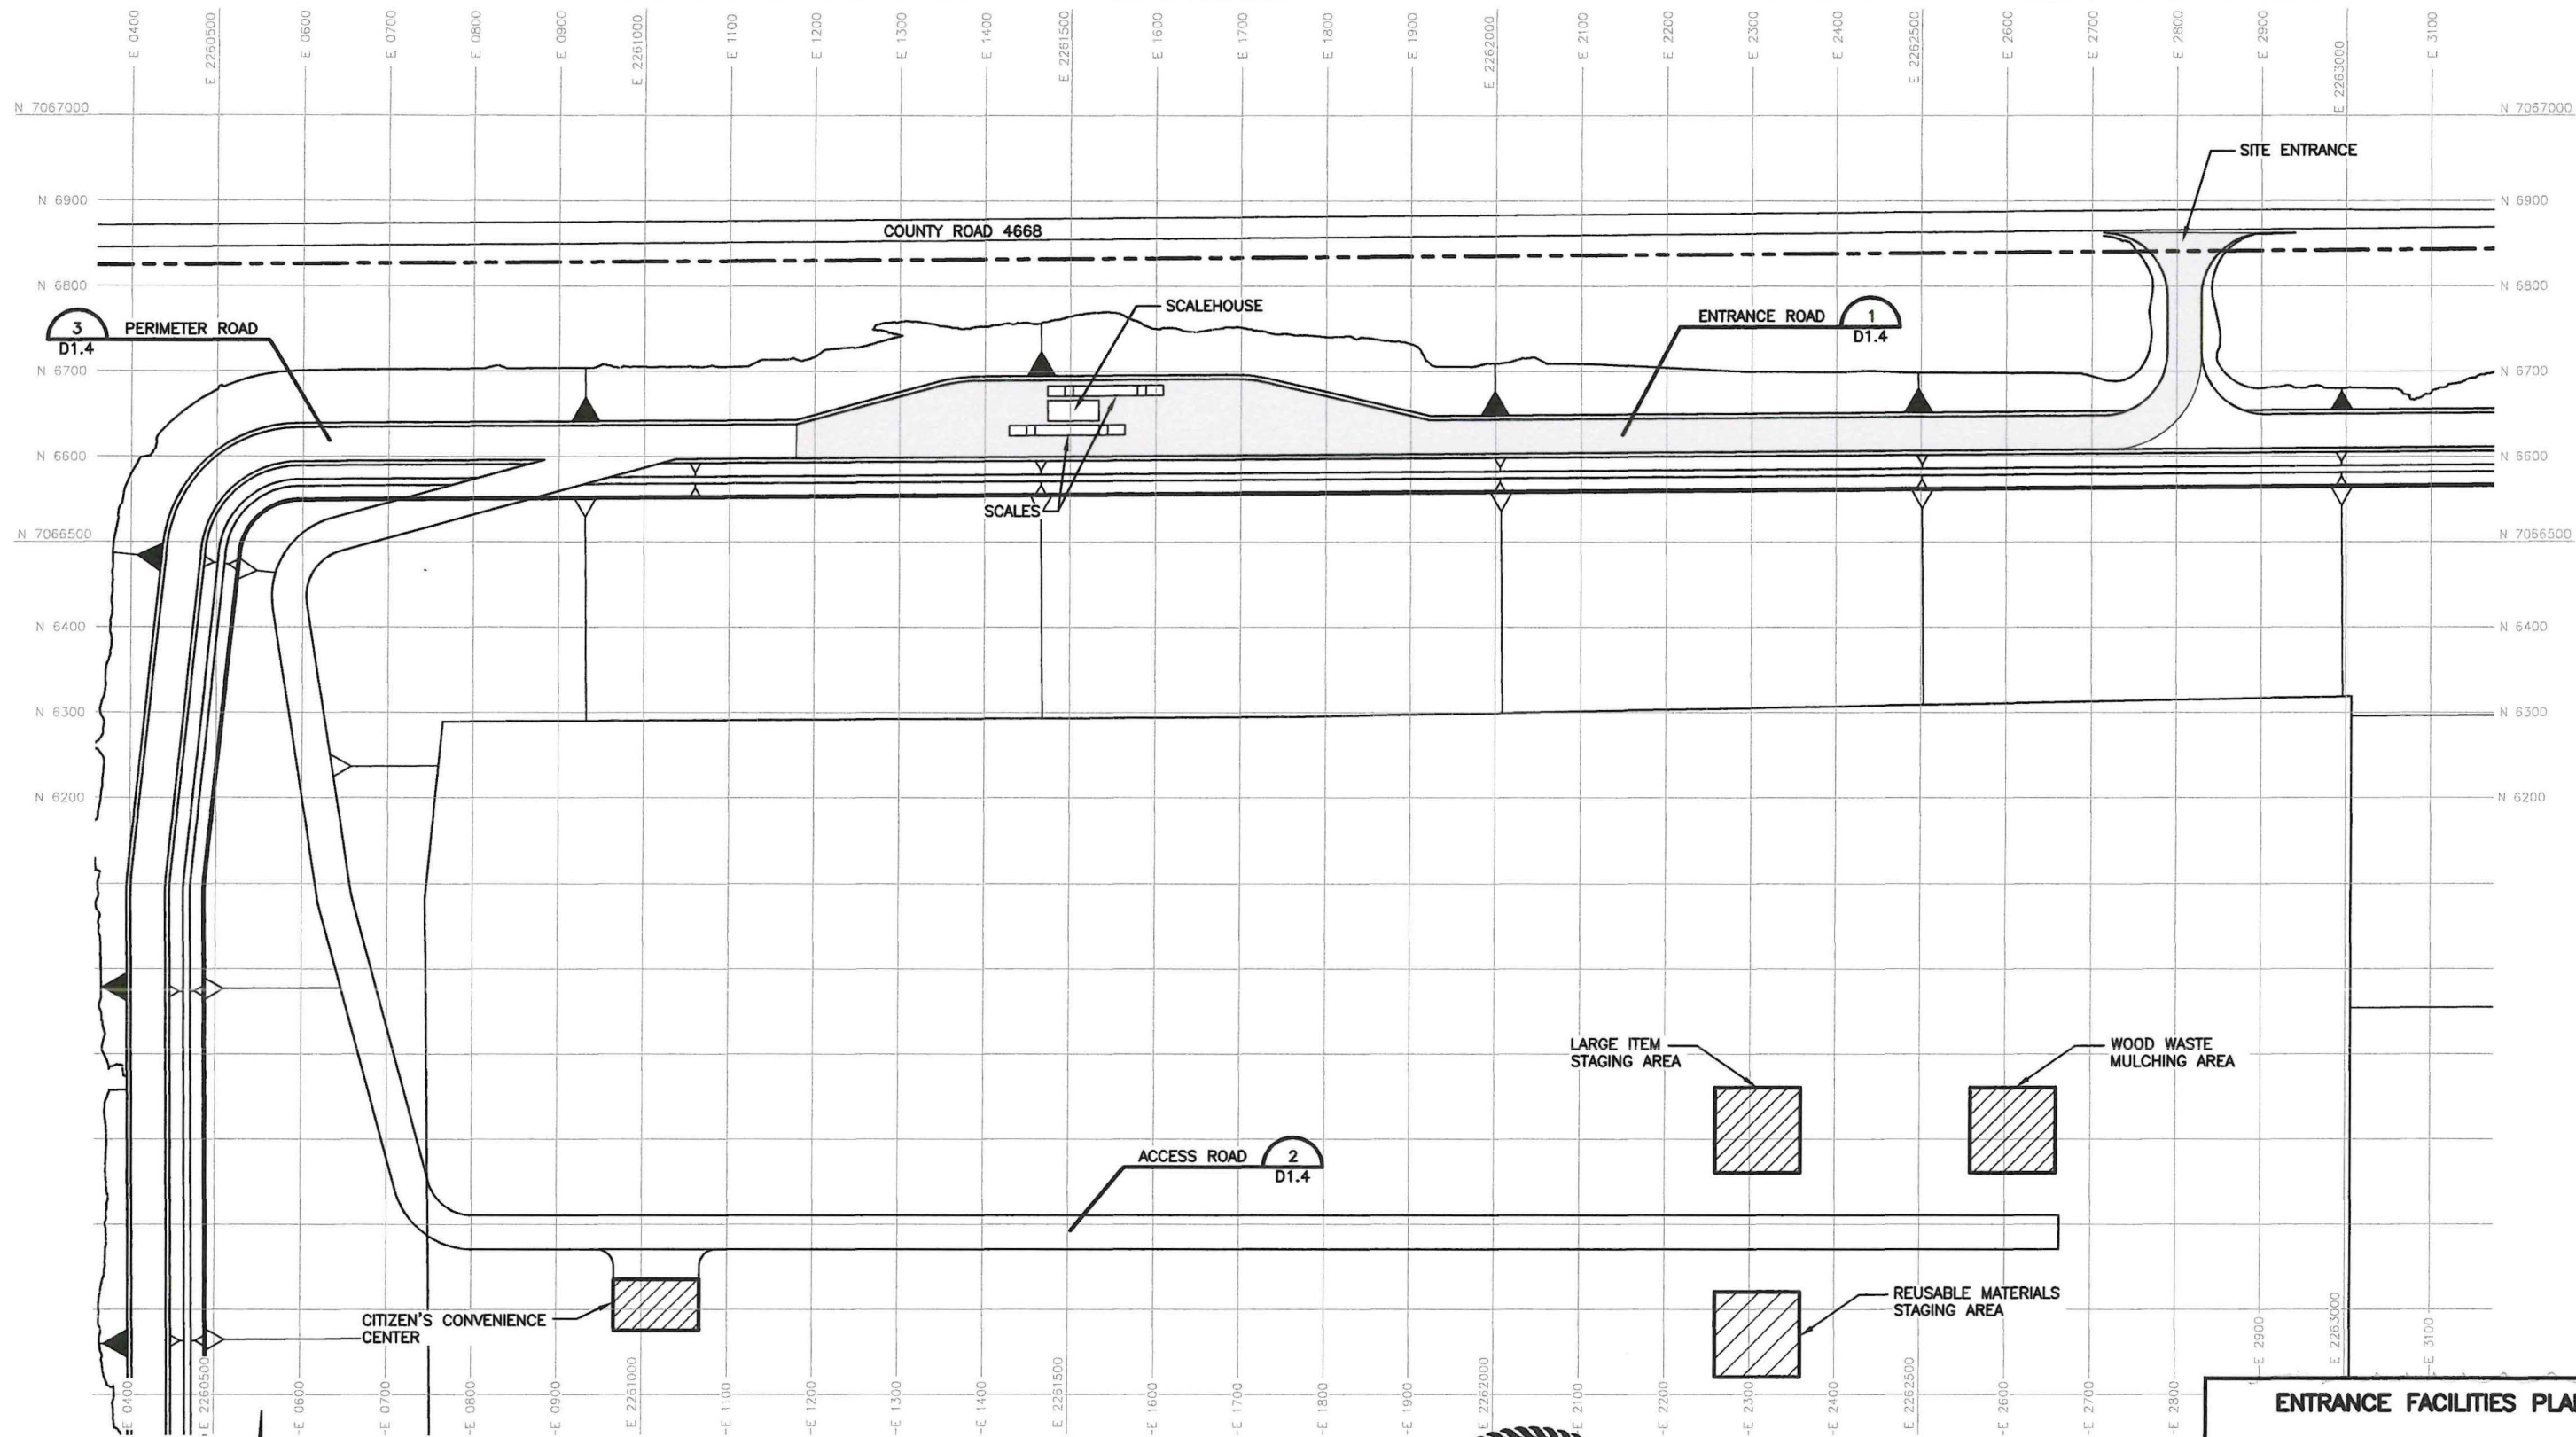 E 0400
E 2260500
E 0600
E 0700
E 0800
E 0900
E 2261000
E 1100
E 1200
E 1300
E 1400
E 2261500
E 1600
E 1700
E 1800
E 1900
E 2262000
E 2100
E 2200
E 2300
E 2400
E 2262500
E 2600
E 2700
E 2800
E 2900
E 2263000
E 3100
N 7067000
N 7067000
SITE ENTRANCE
N 6900
N 6900
COUNTY ROAD 4668
N 6800
N 6800
SCALEHOUSE
ENTRANCE ROAD
1
D1.4
3
PERIMETER ROAD
D1.4
N 6700
N 6700
N 6600
N 6600
SCALES
N 7066500
N 7066500
N 6400
N 6400
N 6300
N 6300
N 6200
N 6200
LARGE ITEM
STAGING AREA
WOOD WASTE
MULCHING AREA
ACCESS ROAD
2
D1.4
REUSABLE MATERIALS
STAGING AREA
CITIZEN'S CONVENIENCE
CENTER
E 0400
E 2260500
E 0600
E 0700
E 0800
E 0900
E 2261000
E 1100
E 1200
E 1300
E 1400
E 2261500
E 1600
E 1700
E 1800
E 1900
E 2262000
E 2100
E 2200
E 2300
E 2400
E 2262500
E 2600
E 2700
E 2800
E 2900
E 2263000
E 3100
ENTRANCE FACILITIES PLA